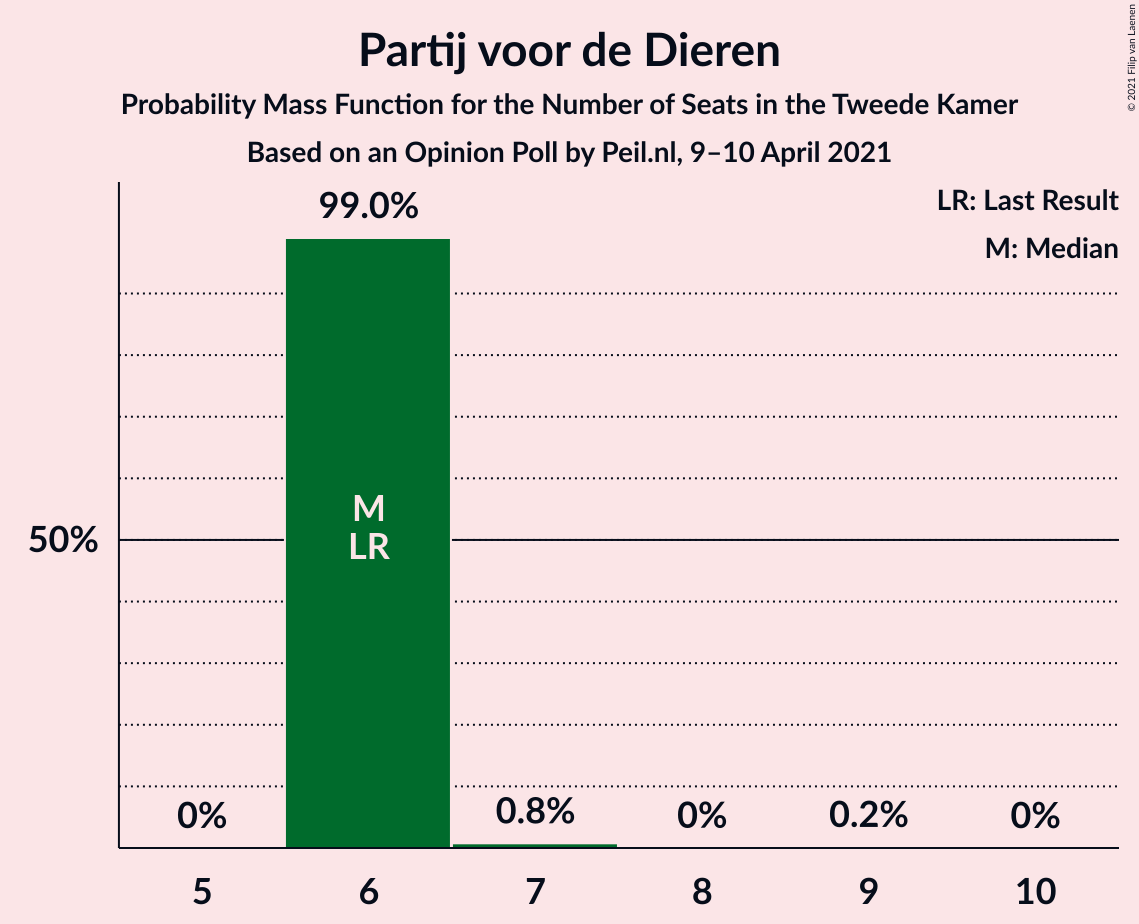 Partij voor de Dieren
Probability Mass Function for the Number of Seats in the Tweede Kamer
Based on an Opinion Poll by Peil.nl, 9–10 April 2021
© 2021 Filip van Laenen
LR: Last Result
M: Median
99.0%
M
LR
50%
0%
0.8%
0%
0.2%
0%
5
6
7
8
9
10